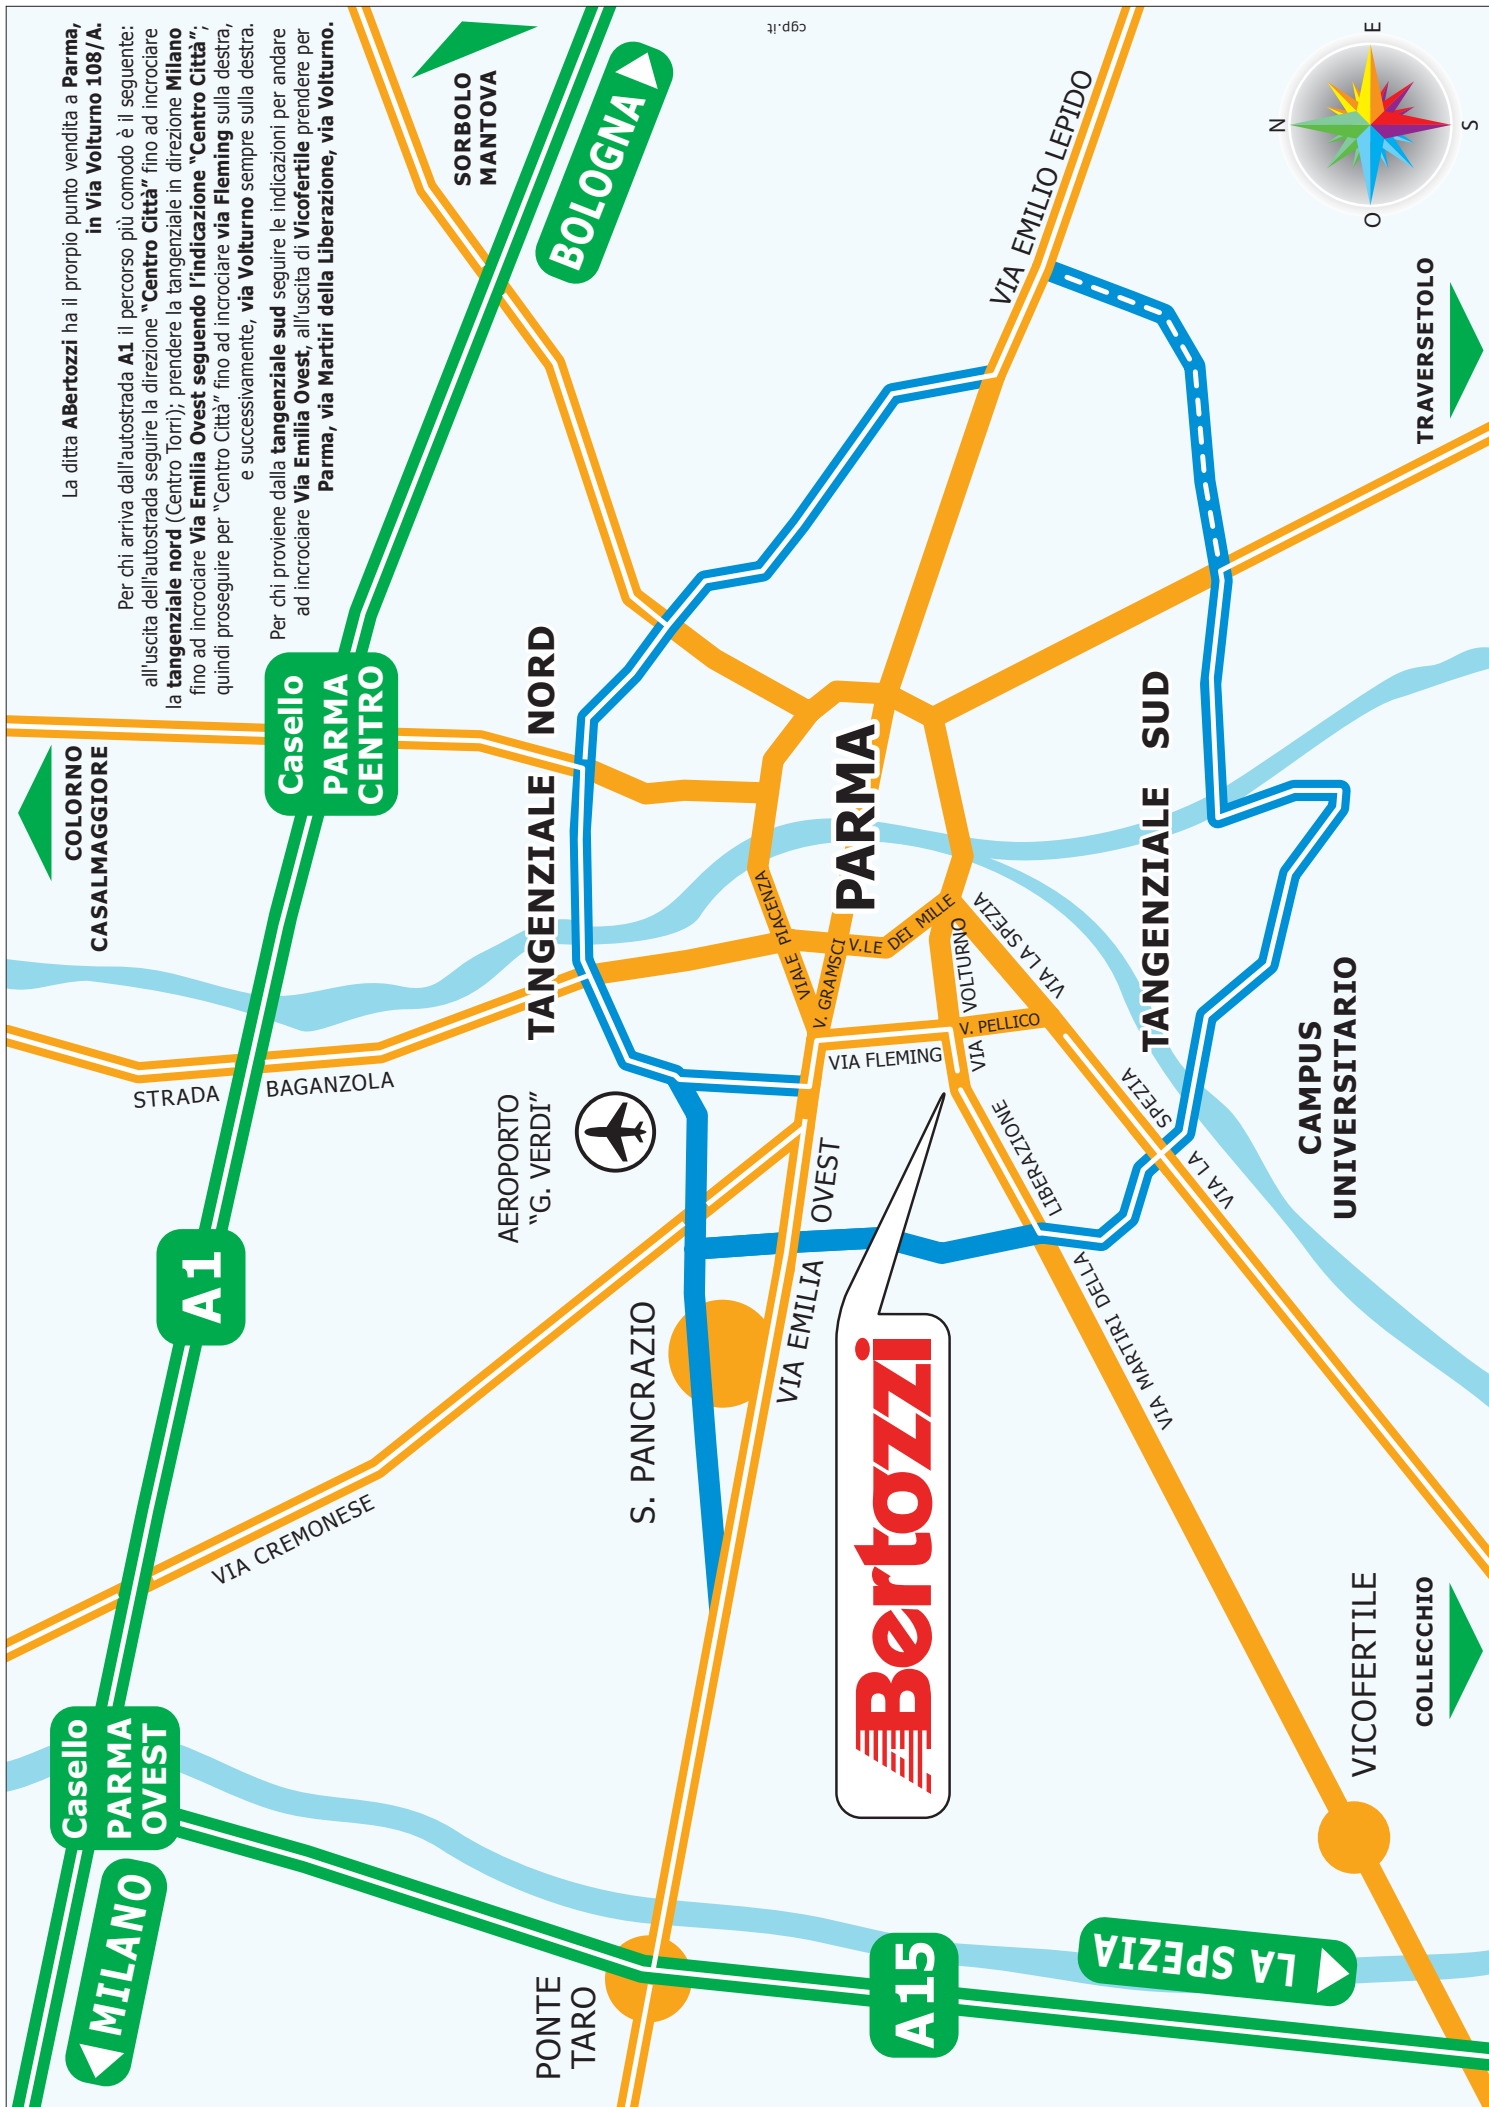 La ditta ABertozzi ha il prorpio punto vendita a Parma,
in Via Volturno 108/A.
Per chi arriva dall'autostrada A1 il percorso più comodo è il seguente:
all'uscita dell'autostrada seguire la direzione "Centro Città" fino ad incrociare
la tangenziale nord (Centro Torri); prendere la tangenziale in direzione Milano
fino ad incrociare Via Emilia Ovest seguendo l'indicazione "Centro Città";
quindi proseguire per "Centro Città" fino ad incrociare via Fleming sulla destra,
e successivamente, via Volturno sempre sulla destra.
Per chi proviene dalla tangenziale sud seguire le indicazioni per andare
ad incrociare Via Emilia Ovest, all'uscita di Vicofertile prendere per
Parma, via Martiri della Liberazione, via Volturno.
MILANO
Casello
PARMA
OVEST
A1
COLORNO
CASALMAGGIORE
Casello
PARMA
CENTRO
SORBOLO
MANTOVA
BOLOGNA
VIA CREMONESE
STRADA BAGANZOLA
AEROPORTO
"G. VERDI"
TANGENZIALE NORD
PONTE
TARO
S. PANCRAZIO
VIA EMILIA OVEST
VIALE PIACENZA
V. GRAMSCI
V.LE DEI MILLE
PARMA
VIA FLEMING
V. PELLICO
VIA VOLTURNO
VIA LA SPEZIA
ABertozzi
VIA MARTIRI DELLA LIBERAZIONE
VIA LA SPEZIA
TANGENZIALE SUD
VIA EMILIO LEPIDO
A15
LA SPEZIA
VICOFERTILE
COLLECCHIO
CAMPUS
UNIVERSITARIO
TRAVERSETOLO
N
E
S
O
cgp.it